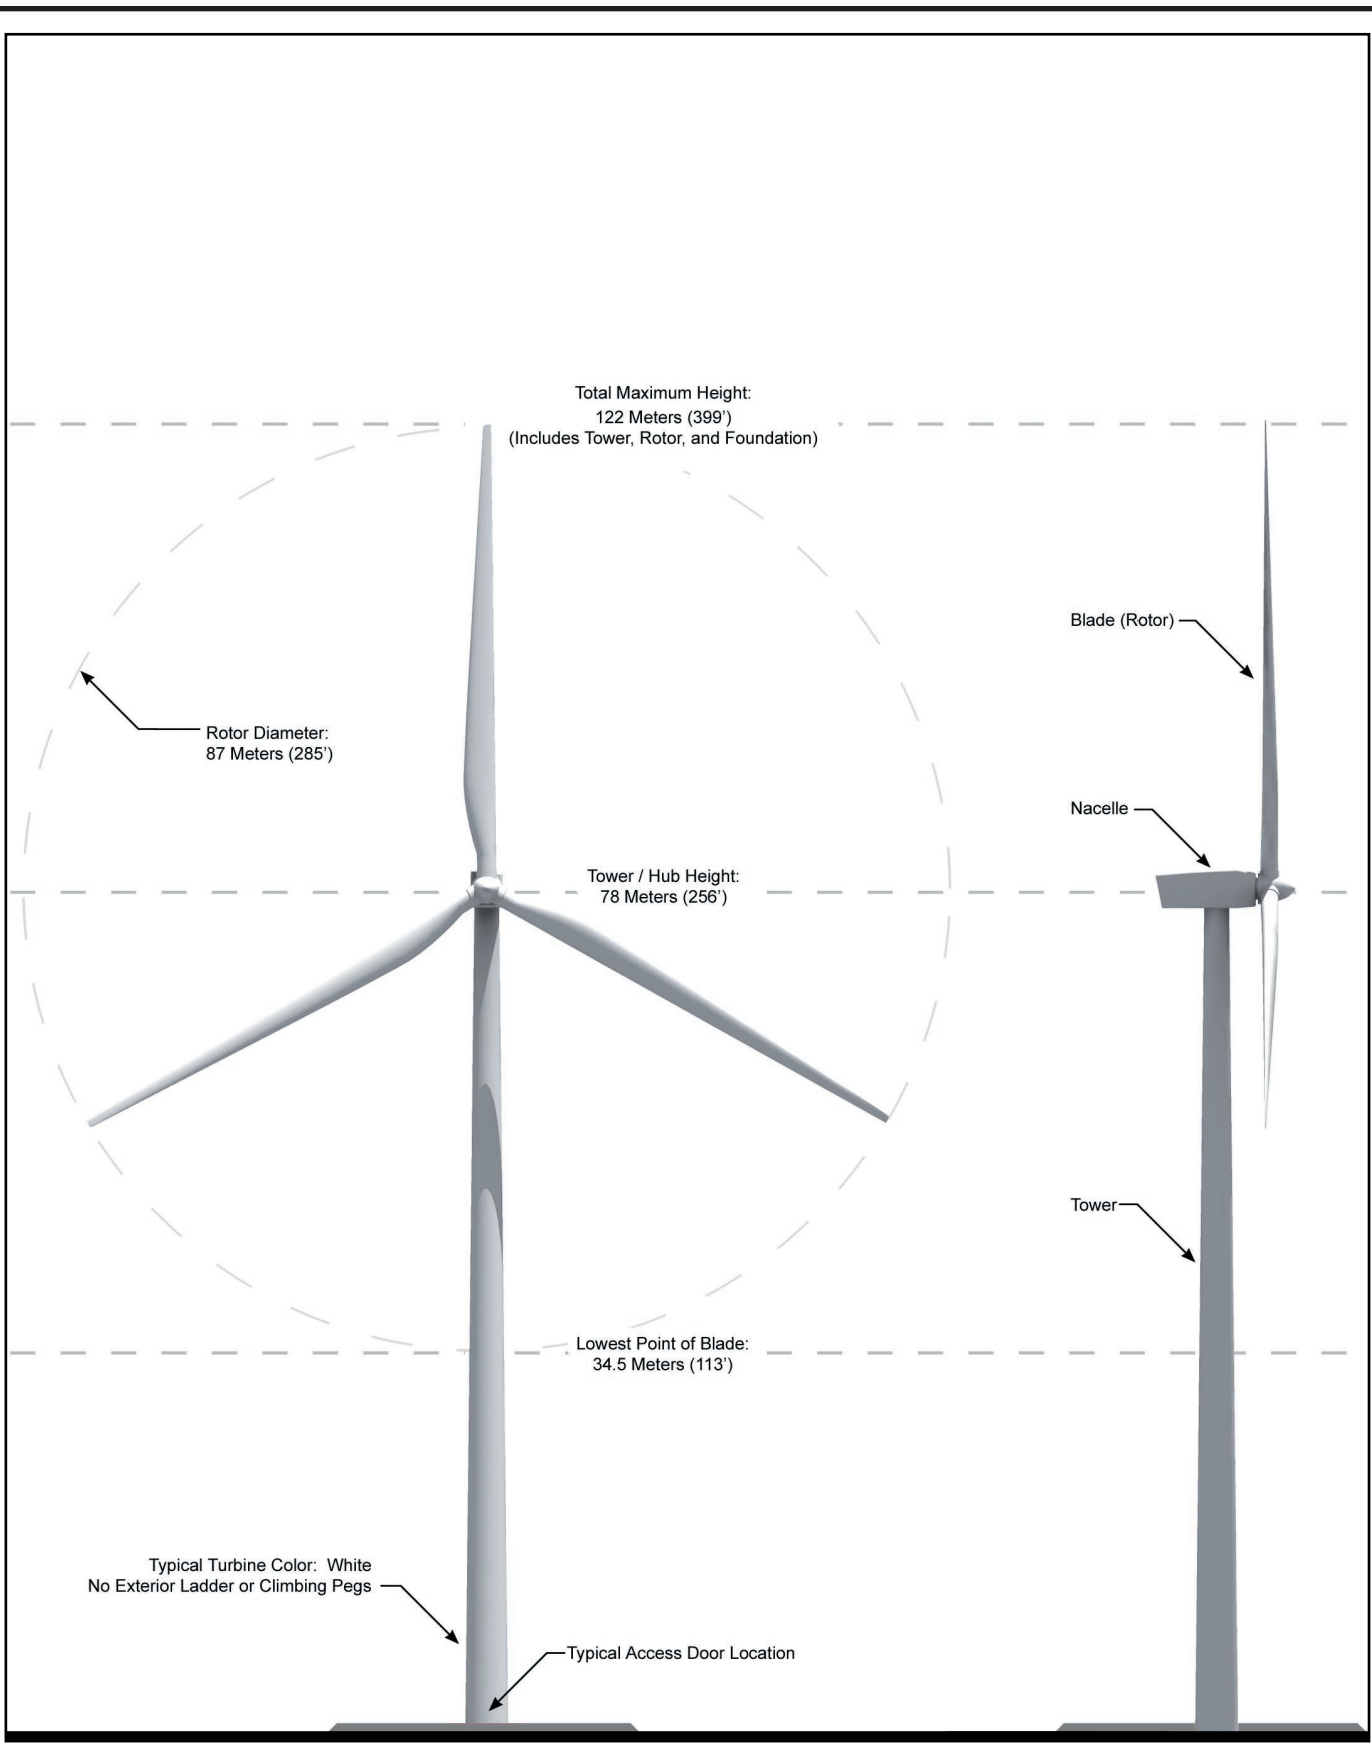 Total Maximum Height:
122 Meters (399’)
(Includes Tower, Rotor, and Foundation)
Blade (Rotor)
Rotor Diameter:
87 Meters (285’)
Nacelle
Tower / Hub Height:
78 Meters (256’)
Tower
Lowest Point of Blade:
34.5 Meters (113’)
Typical Turbine Color:  White
No Exterior Ladder or Climbing Pegs
Typical Access Door Location